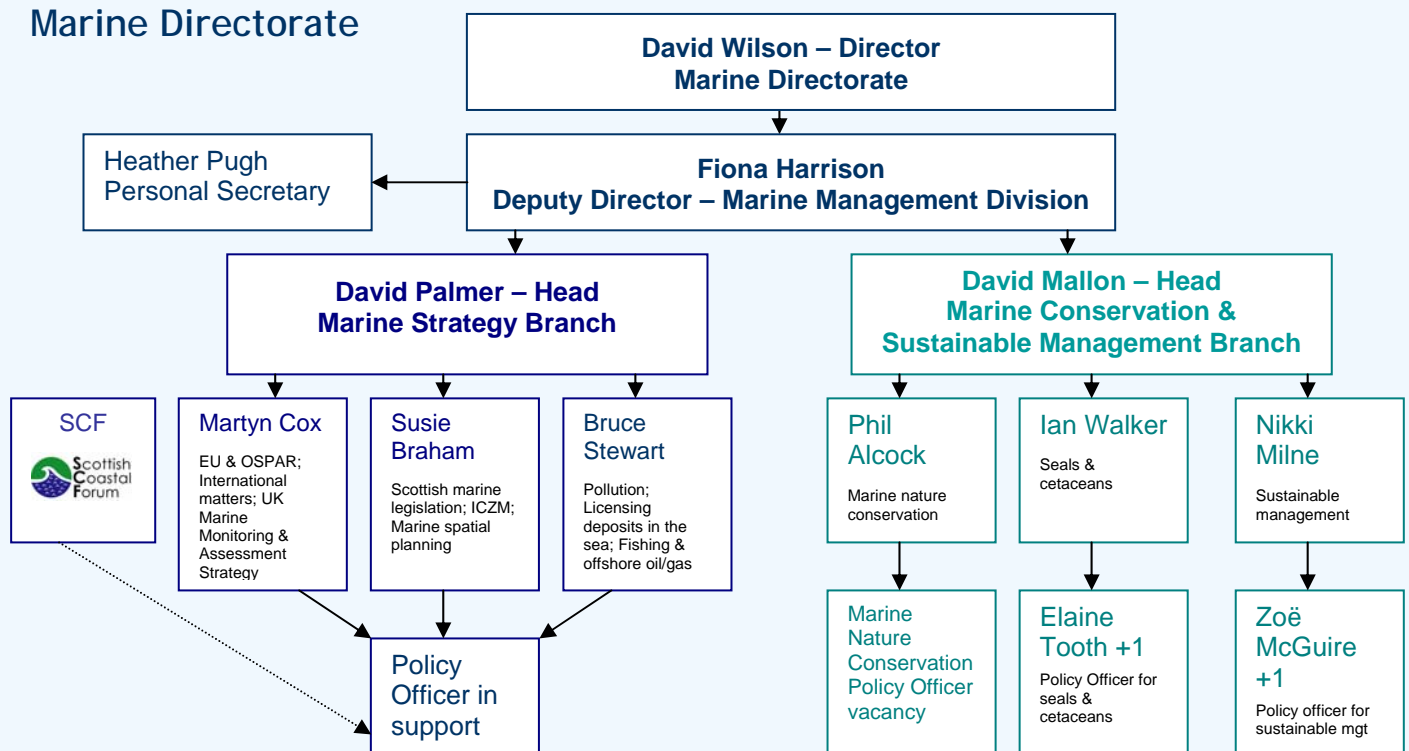 Marine Directorate
David Wilson – Director
Marine Directorate
Heather Pugh
Personal Secretary
Fiona Harrison
Deputy Director – Marine Management Division
David Palmer – Head
Marine Strategy Branch
David Mallon – Head
Marine Conservation &
Sustainable Management Branch
SCF
Scottish
Coastal
Forum
Martyn Cox
EU & OSPAR;
International
matters; UK
Marine
Monitoring &
Assessment
Strategy
Susie
Braham
Scottish marine
legislation; ICZM;
Marine spatial
planning
Bruce
Stewart
Pollution;
Licensing
deposits in the
sea; Fishing &
offshore oil/gas
Phil
Alcock
Marine nature
conservation
Ian Walker
Seals &
cetaceans
Nikki
Milne
Sustainable
management
Policy
Officer in
support
Marine
Nature
Conservation
Policy Officer
vacancy
Elaine
Tooth +1
Policy Officer for
seals &
cetaceans
Zoë
McGuire
+1
Policy officer for
sustainable mgt